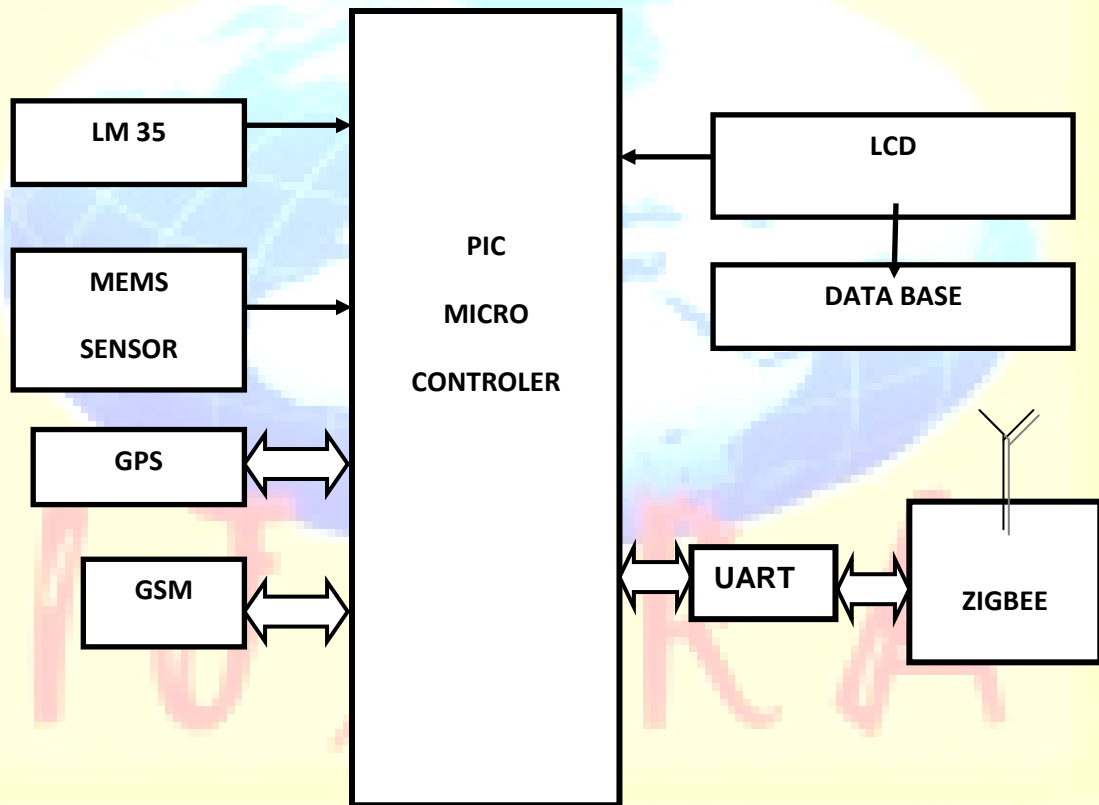 LM 35
MEMS
SENSOR
GPS
GSM
PIC
MICRO
CONTROLER
LCD
DATA BASE
UART
ZIGBEE